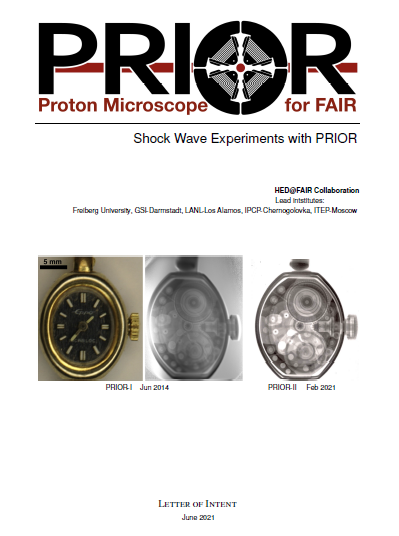 PRIOR
Proton Microscope for FAIR
Shock Wave Experiments with PRIOR
HED@FAIR Collaboration
Lead intstitutes:
Freiberg University, GSI-Darmstadt, LANL-Los Alamos, IPCP-Chernogolovka, ITEP-Moscow
5 mm
PRIOR-I Jun 2014
PRIOR-II Feb 2021
LETTER OF INTENT
June 2021